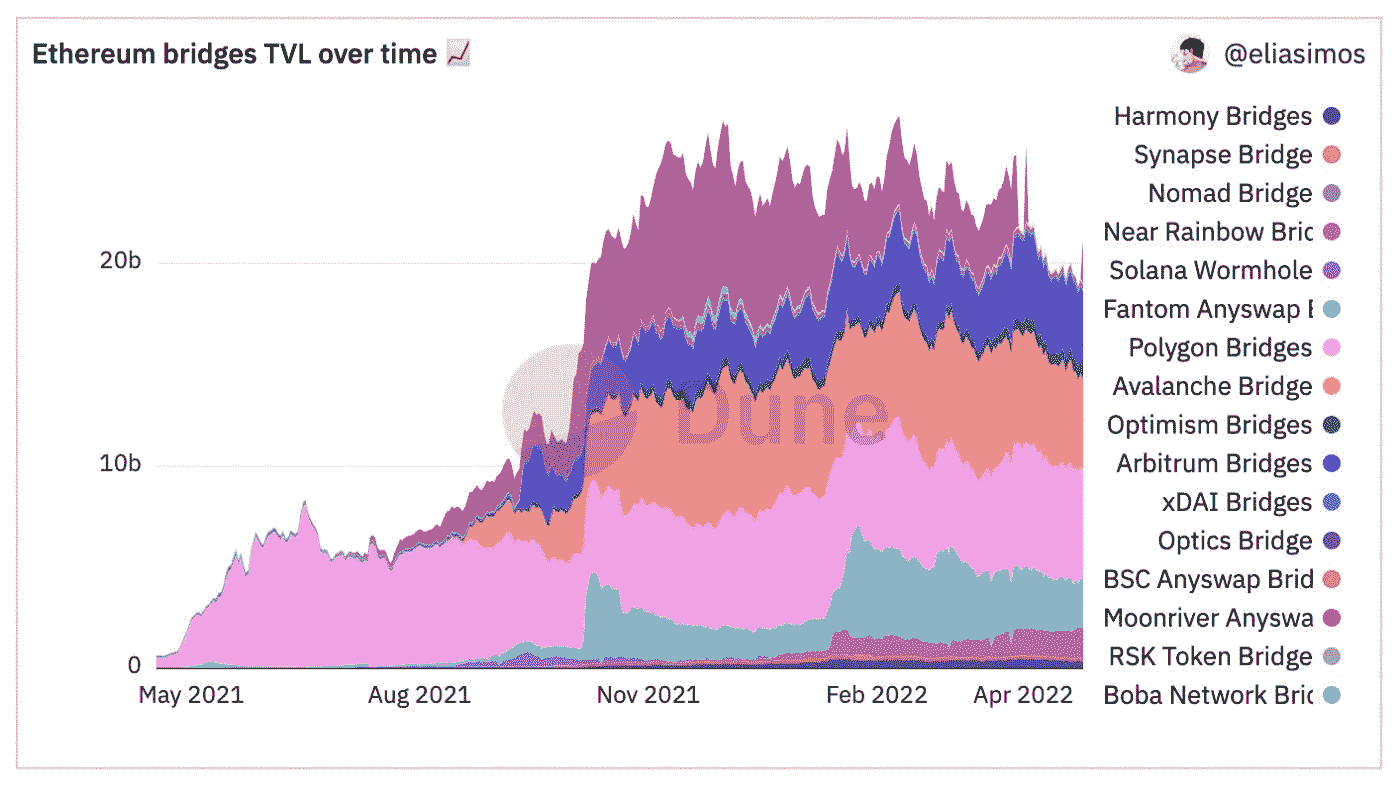 Ethereum bridges TVL over time
@eliasimos
Harmony Bridges
Synapse Bridge
Nomad Bridge
Near Rainbow Bric
Solana Wormhole
Fantom Anyswap
Polygon Bridges
Avalanche Bridge
Optimism Bridges
Arbitrum Bridges
xDAI Bridges
Optics Bridge
BSC Anyswap Brid
Moonriver Anyswa
RSK Token Bridge
Boba Network Bric
20b
10b
0
May 2021
Aug 2021
Nov 2021
Feb 2022
Apr 2022
Dune